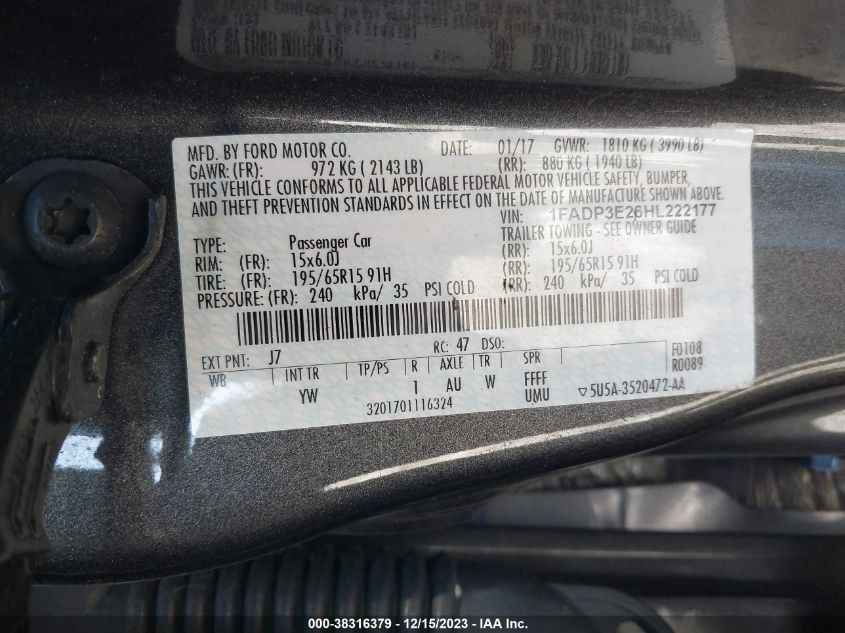 MFD. BY FORD MOTOR CO. DATE: 01/17 GVWR: 1810 KG ( 3990 LB)
GAWR: (FR): 972 KG ( 2143 LB) (RR): 880 KG ( 1940 LB)
THIS VEHICLE CONFORMS TO ALL APPLICABLE FEDERAL MOTOR VEHICLE SAFETY, BUMPER,
AND THEFT PREVENTION STANDARDS IN EFFECT ON THE DATE OF MANUFACTURE SHOWN ABOVE.
VIN: 1FADP3E26HL222177
TYPE: Passenger Car TRAILER TOWING - SEE OWNER GUIDE
RIM: (FR): 15x6.0J (RR): 15x6.0J
TIRE: (FR): 195/65R15 91H (RR): 195/65R15 91H
PRESSURE: (FR): 240 kPa/ 35 PSI COLD (RR): 240 kPa/ 35 PSI COLD
EXT PNT: J7 RC: 47 DSO: F0108
WB INT TR TP/PS R AXLE TR SPR R0089
YW 1 AU W FFFF
3201701116324 UMU ▽5U5A-3520472-AA
000-38316379 - 12/15/2023 - IAA Inc.